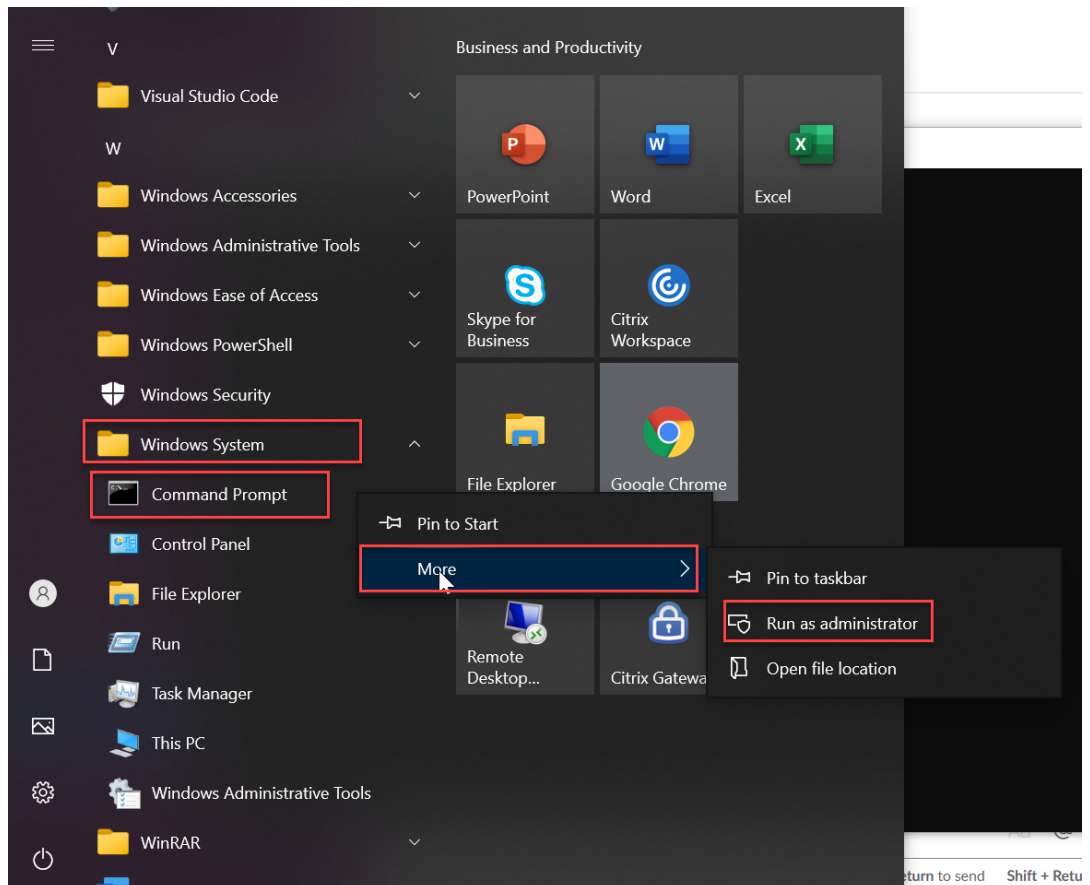 V
Visual Studio Code
W
Windows Accessories
Windows Administrative Tools
Windows Ease of Access
Windows PowerShell
Windows Security
Windows System
Command Prompt
Control Panel
File Explorer
Run
Task Manager
This PC
Windows Administrative Tools
WinRAR
Business and Productivity
PowerPoint
Word
Excel
Skype for
Business
Citrix
Workspace
File Explorer
Google Chrome
Remote
Desktop...
Citrix Gatewa
Pin to Start
More
Pin to taskbar
Run as administrator
Open file location
eturn to send Shift + Retu